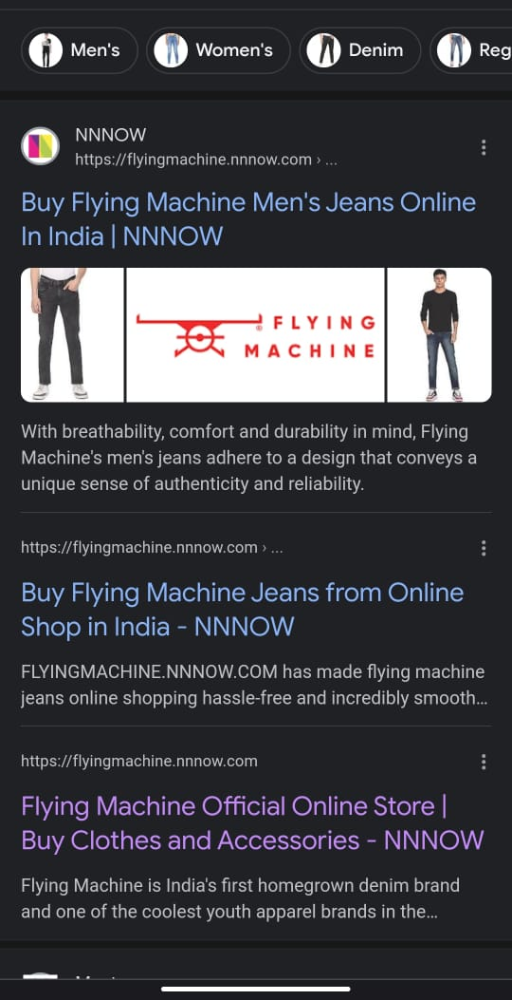 Men's
Women's
Denim
Reg
NNNOW
https://flyingmachine.nnnow.com › ...
Buy Flying Machine Men's Jeans Online
In India | NNNOW
FLYING
MACHINE
With breathability, comfort and durability in mind, Flying
Machine's men's jeans adhere to a design that conveys a
unique sense of authenticity and reliability.
https://flyingmachine.nnnow.com › ...
Buy Flying Machine Jeans from Online
Shop in India - NNNOW
FLYINGMACHINE.NNNOW.COM has made flying machine
jeans online shopping hassle-free and incredibly smooth...
https://flyingmachine.nnnow.com
Flying Machine Official Online Store |
Buy Clothes and Accessories - NNNOW
Flying Machine is India's first homegrown denim brand
and one of the coolest youth apparel brands in the...